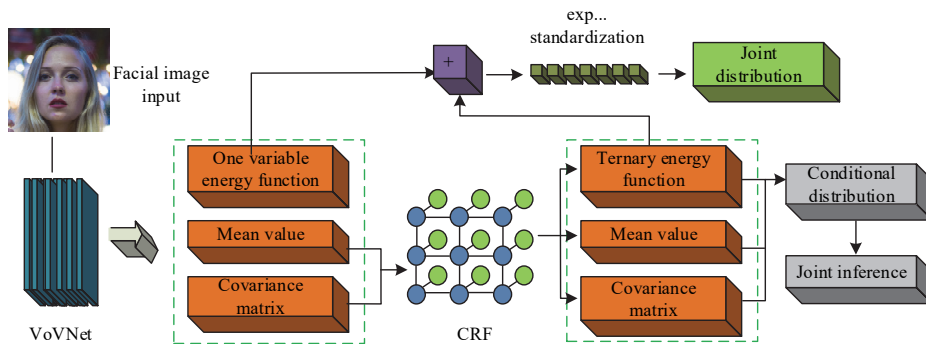 exp...
standardization
Joint
distribution
+
Facial image
input
One variable
energy function
Mean value
Covariance
matrix
Ternary energy
function
Mean value
Covariance
matrix
Conditional
distribution
Joint inference
VoVNet
CRF